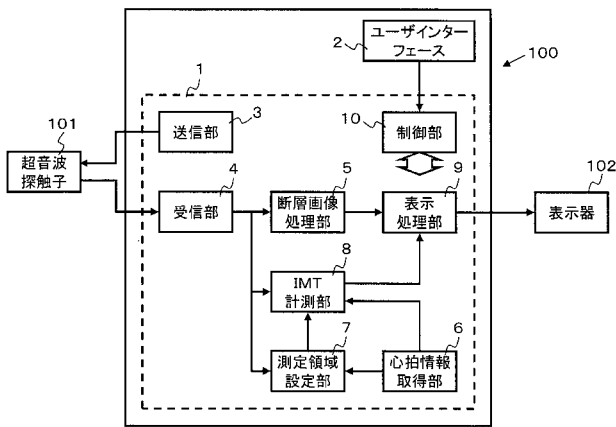 ユーザインター
フェース
2
100
1
送信部
3
10
制御部
101
超音波
探触子
受信部
4
断層画像
処理部
5
表示
処理部
9
102
表示器
IMT
計測部
8
測定領域
設定部
7
心拍情報
取得部
6